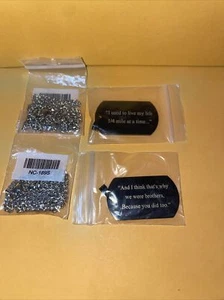 "I used to live my life
1/4 mile at a time..."
NC-1695
"And I think that's why
we were brothers,
Because you did too."